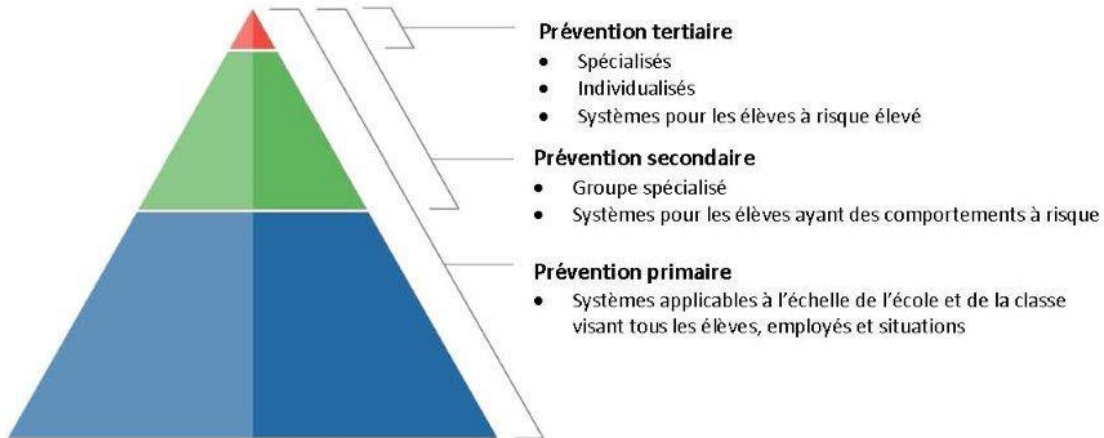 Prévention tertiaire
• Spécialisés
• Individualisés
• Systèmes pour les élèves à risque élevé
Prévention secondaire
• Groupe spécialisé
• Systèmes pour les élèves ayant des comportements à risque
Prévention primaire
• Systèmes applicables à l'échelle de l'école et de la classe
visant tous les élèves, employés et situations